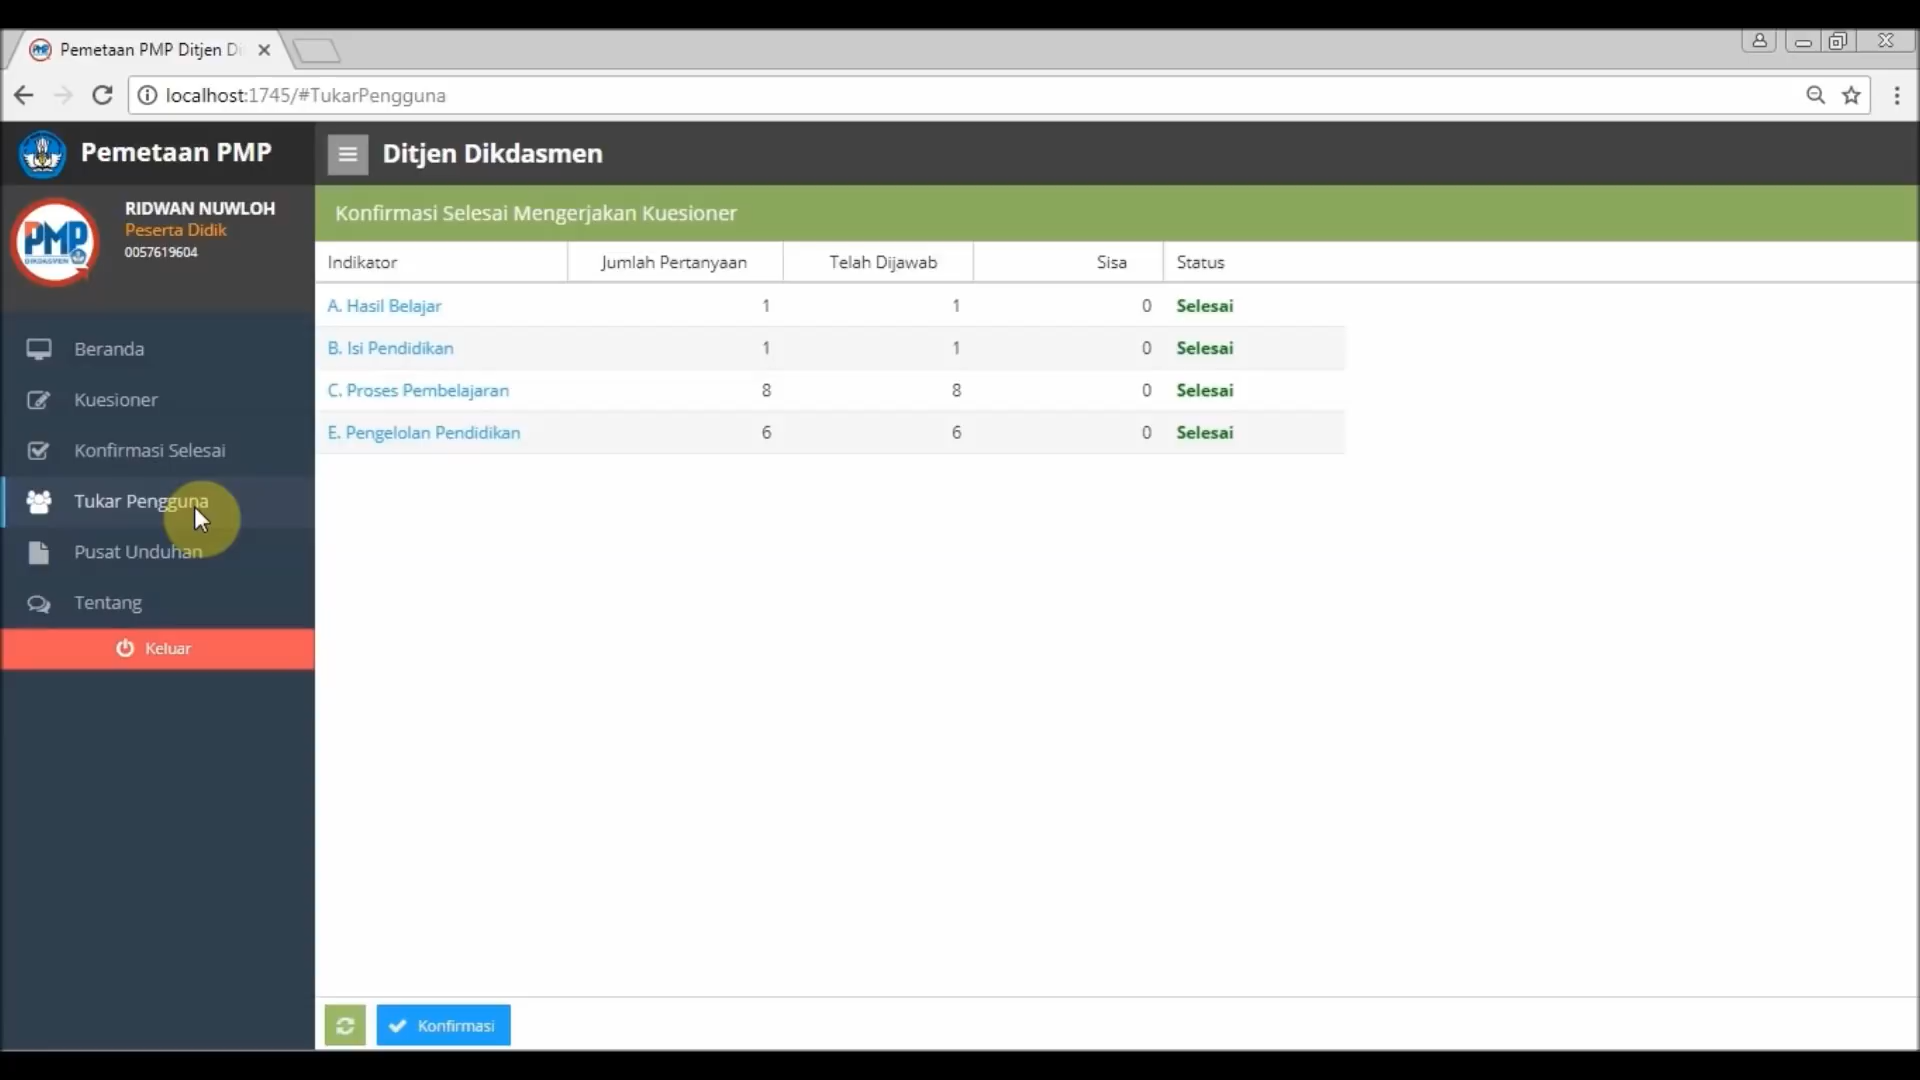 Pemetaan PMP Ditjen Di
localhost:1745/#TukarPengguna
Pemetaan PMP
Ditjen Dikdasmen
PMP
DIKDASMEN
RIDWAN NUWLOH
Peserta Didik
0057619604
Beranda
Kuesioner
Konfirmasi Selesai
Tukar Pengguna
Pusat Unduhan
Tentang
Keluar
Konfirmasi Selesai Mengerjakan Kuesioner
Indikator Jumlah Pertanyaan Telah Dijawab Sisa Status
A. Hasil Belajar 1 1 0 Selesai
B. Isi Pendidikan 1 1 0 Selesai
C. Proses Pembelajaran 8 8 0 Selesai
E. Pengelolan Pendidikan 6 6 0 Selesai
Konfirmasi